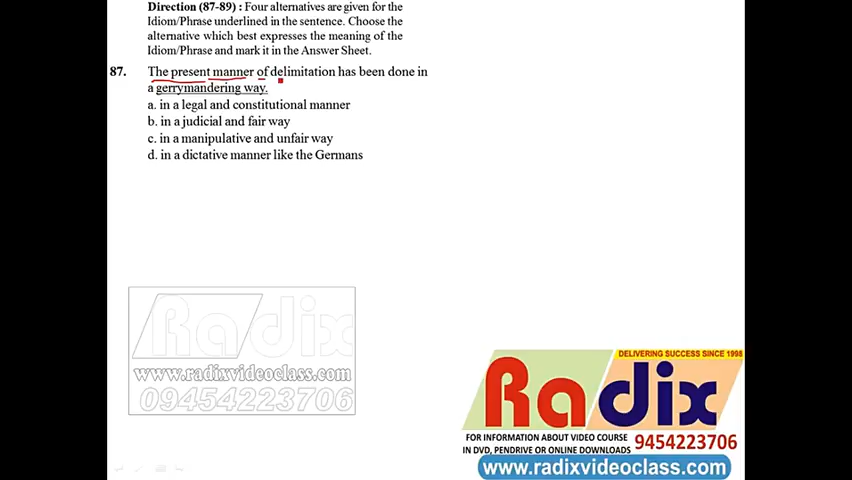 Direction (87-89) : Four alternatives are given for the
Idiom/Phrase underlined in the sentence. Choose the
alternative which best expresses the meaning of the
Idiom/Phrase and mark it in the Answer Sheet.
87. The present manner of delimitation has been done in
a gerrymandering way.
a. in a legal and constitutional manner
b. in a judicial and fair way
c. in a manipulative and unfair way
d. in a dictative manner like the Germans
Radix
www.radixvideoclass.com
09454223706
DELIVERING SUCCESS SINCE 1998
Radix
FOR INFORMATION ABOUT VIDEO COURSE
IN DVD, PENDRIVE OR ONLINE DOWNLOADS 9454223706
www.radixvideoclass.com